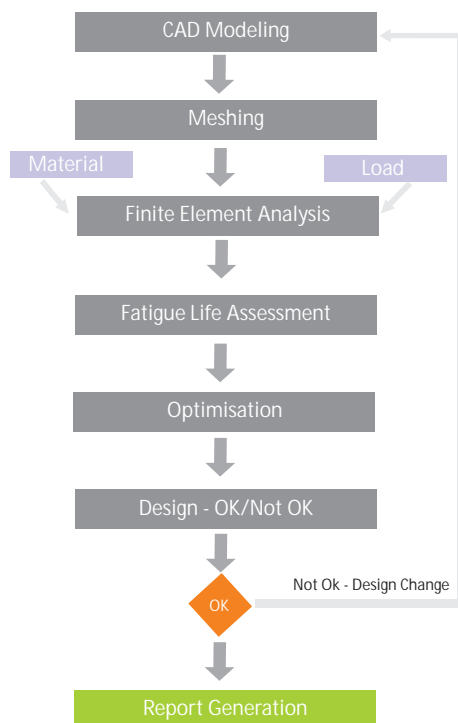 CAD Modeling
Meshing
Material
Load
Finite Element Analysis
Fatigue Life Assessment
Optimisation
Design - OK/Not OK
Not Ok - Design Change
OK
Report Generation